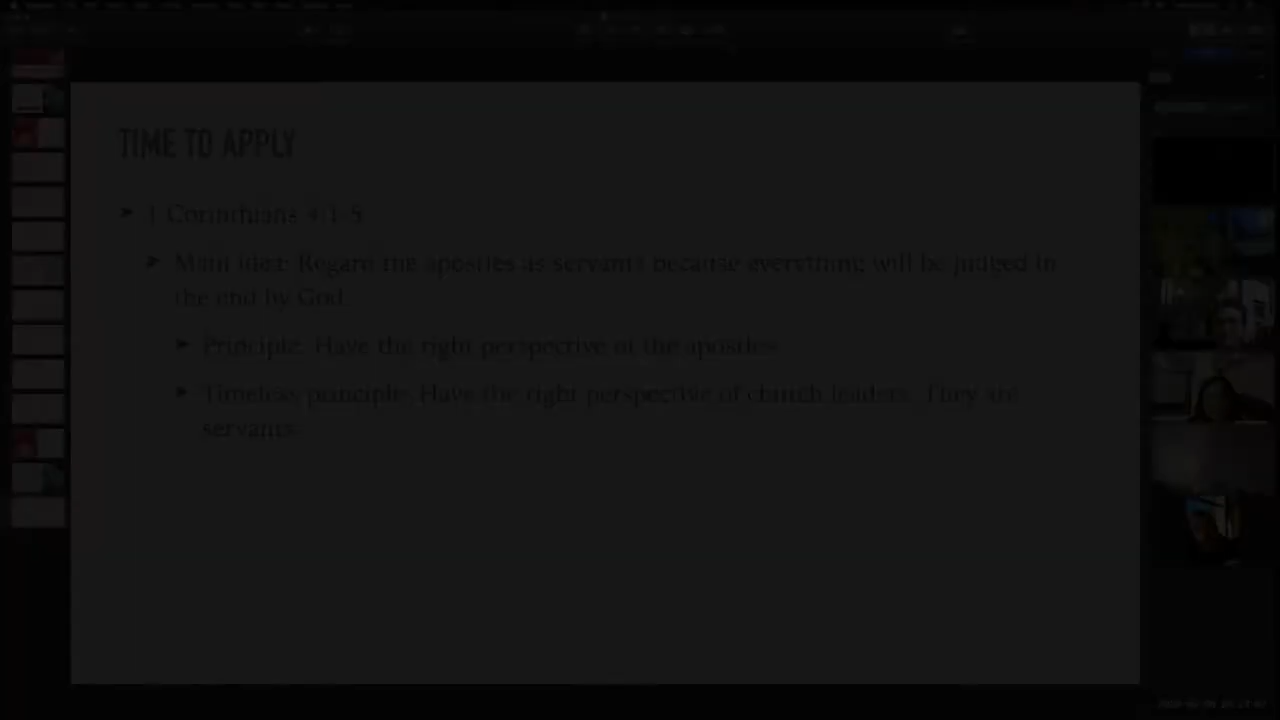 TIME TO APPLY
1 Corinthians 4:1-5
Main idea: Regard the apostles as servants because everything will be judged in
the end by God.
Principle: Have the right perspective of the apostles.
Timeless principle: Have the right perspective of church leaders. They are
servants.